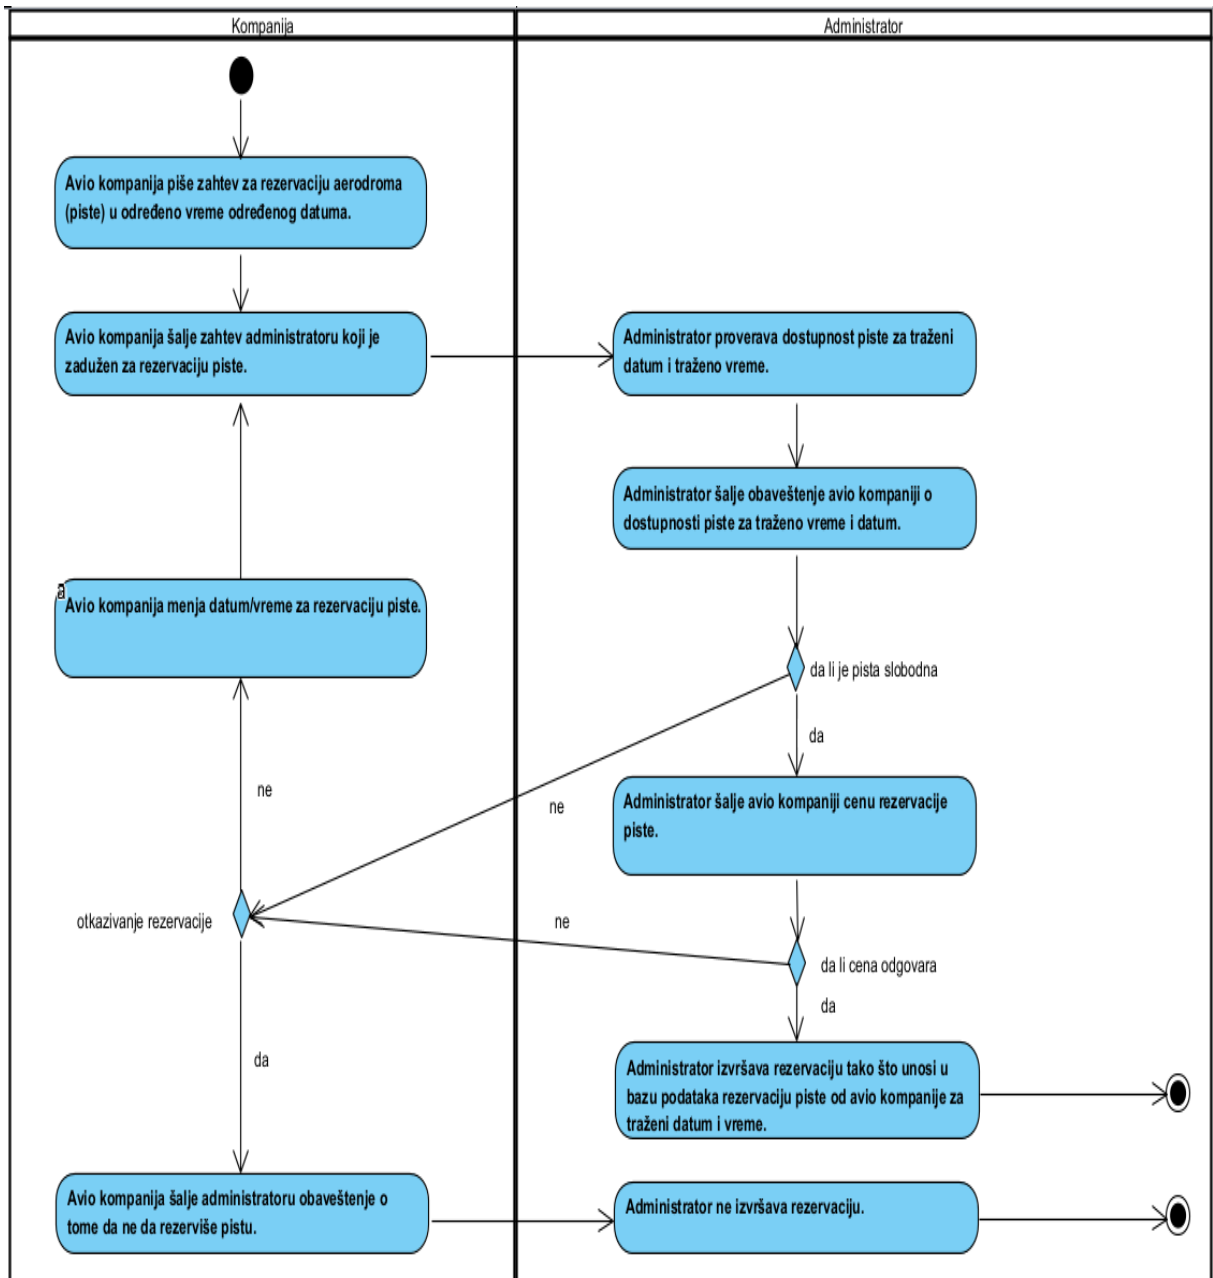 Kompanija
Administrator
Avio kompanija piše zahtev za rezervaciju aerodroma
(piste) u određeno vreme određenog datuma.
Avio kompanija šalje zahtev administratoru koji je
zadužen za rezervaciju piste.
Administrator proverava dostupnost piste za traženi
datum i traženo vreme.
Administrator šalje obaveštenje avio kompaniji o
dostupnosti piste za traženo vreme i datum.
a
Avio kompanija menja datum/vreme za rezervaciju piste.
da li je pista slobodna
da
ne
ne
Administrator šalje avio kompaniji cenu rezervacije
piste.
otkazivanje rezervacije
ne
da li cena odgovara
da
da
Administrator izvršava rezervaciju tako što unosi u
bazu podataka rezervaciju piste od avio kompanije za
traženi datum i vreme.
Avio kompanija šalje administratoru obaveštenje o
tome da ne da rezerviše pistu.
Administrator ne izvršava rezervaciju.